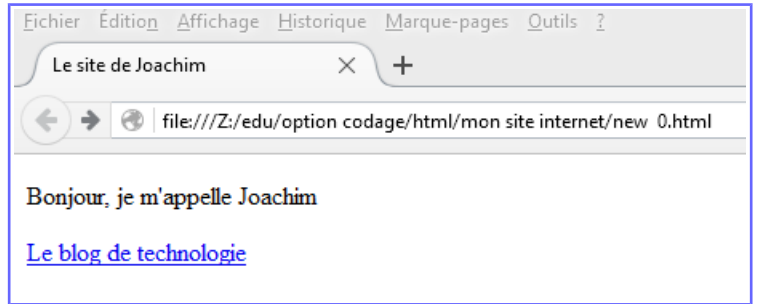 Fichier Édition Affichage Historique Marque-pages Outils ?
Le site de Joachim
file:///Z:/edu/option codage/html/mon site internet/new 0.html
Bonjour, je m'appelle Joachim
Le blog de technologie